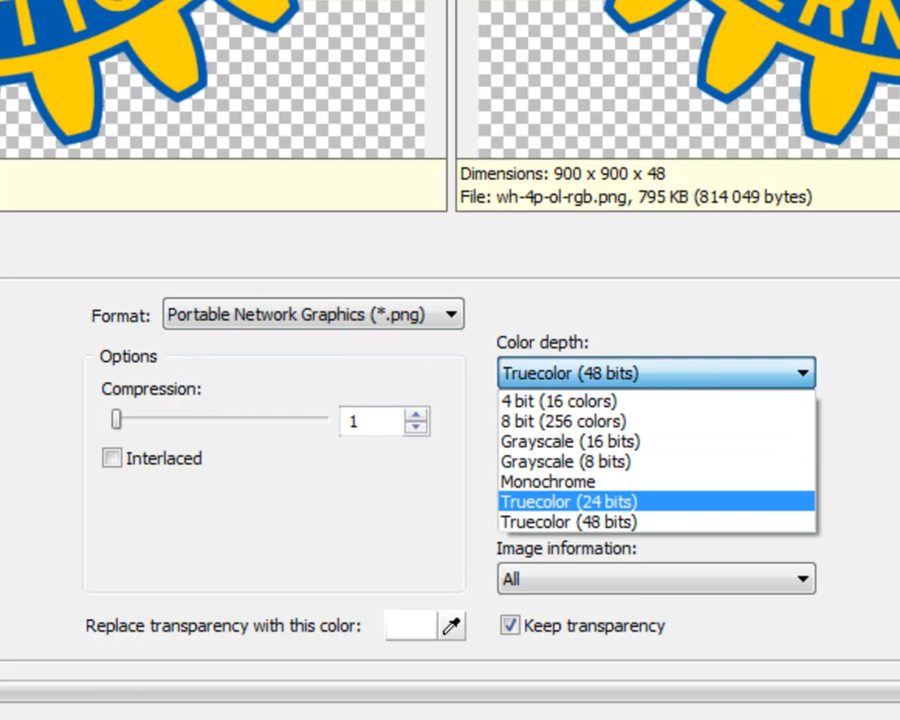 TIO
ERN
Dimensions: 900 x 900 x 48
File: wh-4p-ol-rgb.png, 795 KB (814 049 bytes)
Format: Portable Network Graphics (*.png)
Options
Compression:
1
Interlaced
Color depth:
Truecolor (48 bits)
4 bit (16 colors)
8 bit (256 colors)
Grayscale (16 bits)
Grayscale (8 bits)
Monochrome
Truecolor (24 bits)
Truecolor (48 bits)
Image information:
All
Replace transparency with this color:
Keep transparency